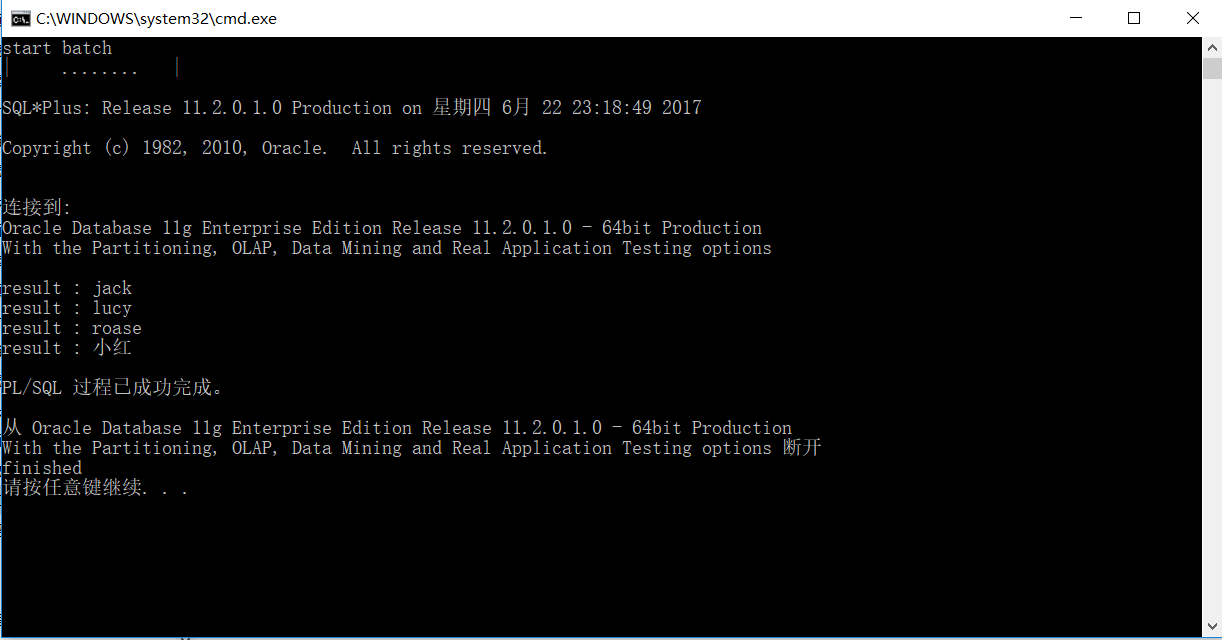 C:\WINDOWS\system32\cmd.exe
start batch
│     ........    │
SQL*Plus: Release 11.2.0.1.0 Production on 星期四 6月 22 23:18:49 2017
Copyright (c) 1982, 2010, Oracle.  All rights reserved.
连接到:
Oracle Database 11g Enterprise Edition Release 11.2.0.1.0 - 64bit Production
With the Partitioning, OLAP, Data Mining and Real Application Testing options
result : jack
result : lucy
result : roase
result : 小红
PL/SQL 过程已成功完成。
从 Oracle Database 11g Enterprise Edition Release 11.2.0.1.0 - 64bit Production
With the Partitioning, OLAP, Data Mining and Real Application Testing options 断开
finished
请按任意键继续. . .